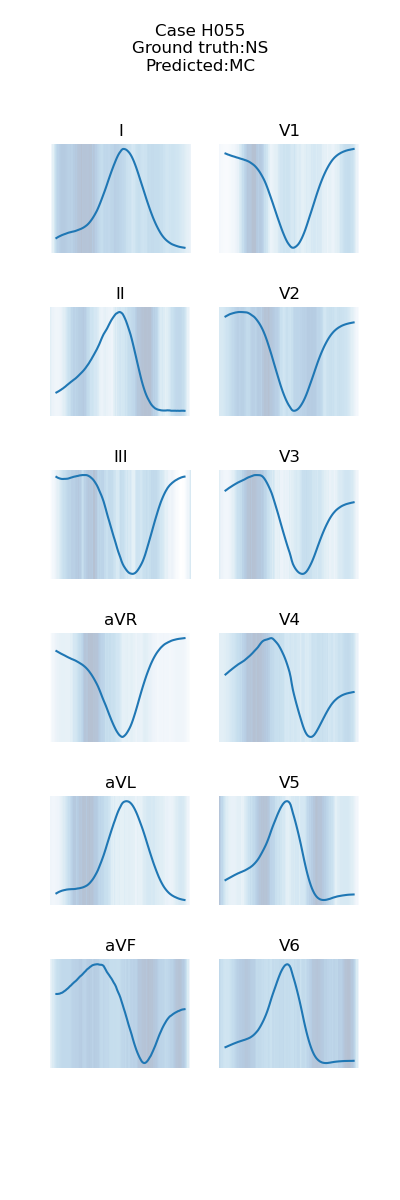 Case H055
Ground truth:NS
Predicted:MC
I
V1
II
V2
III
V3
aVR
V4
aVL
V5
aVF
V6